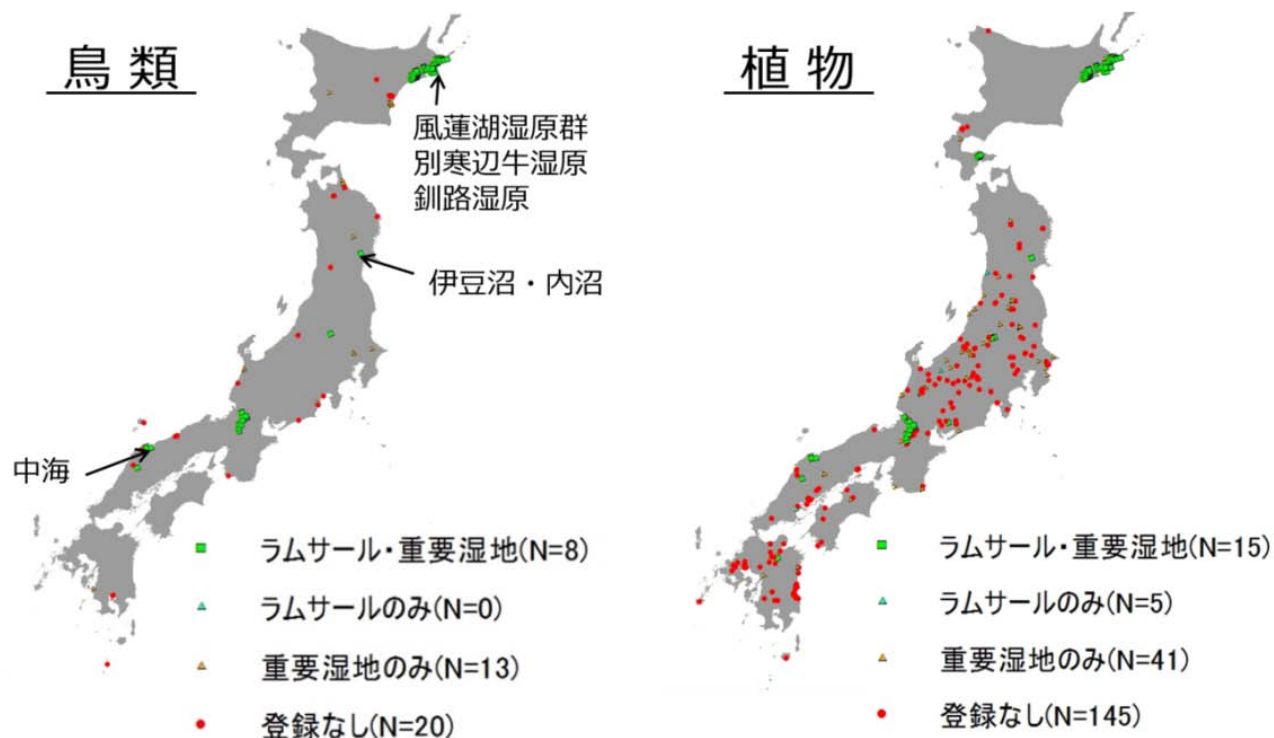 鳥類
風蓮湖湿原群
別寒辺牛湿原
釧路湿原
伊豆沼・内沼
中海
ラムサール・重要湿地(N=8)
ラムサールのみ(N=0)
重要湿地のみ(N=13)
登録なし(N=20)
植物
ラムサール・重要湿地(N=15)
ラムサールのみ(N=5)
重要湿地のみ(N=41)
登録なし(N=145)